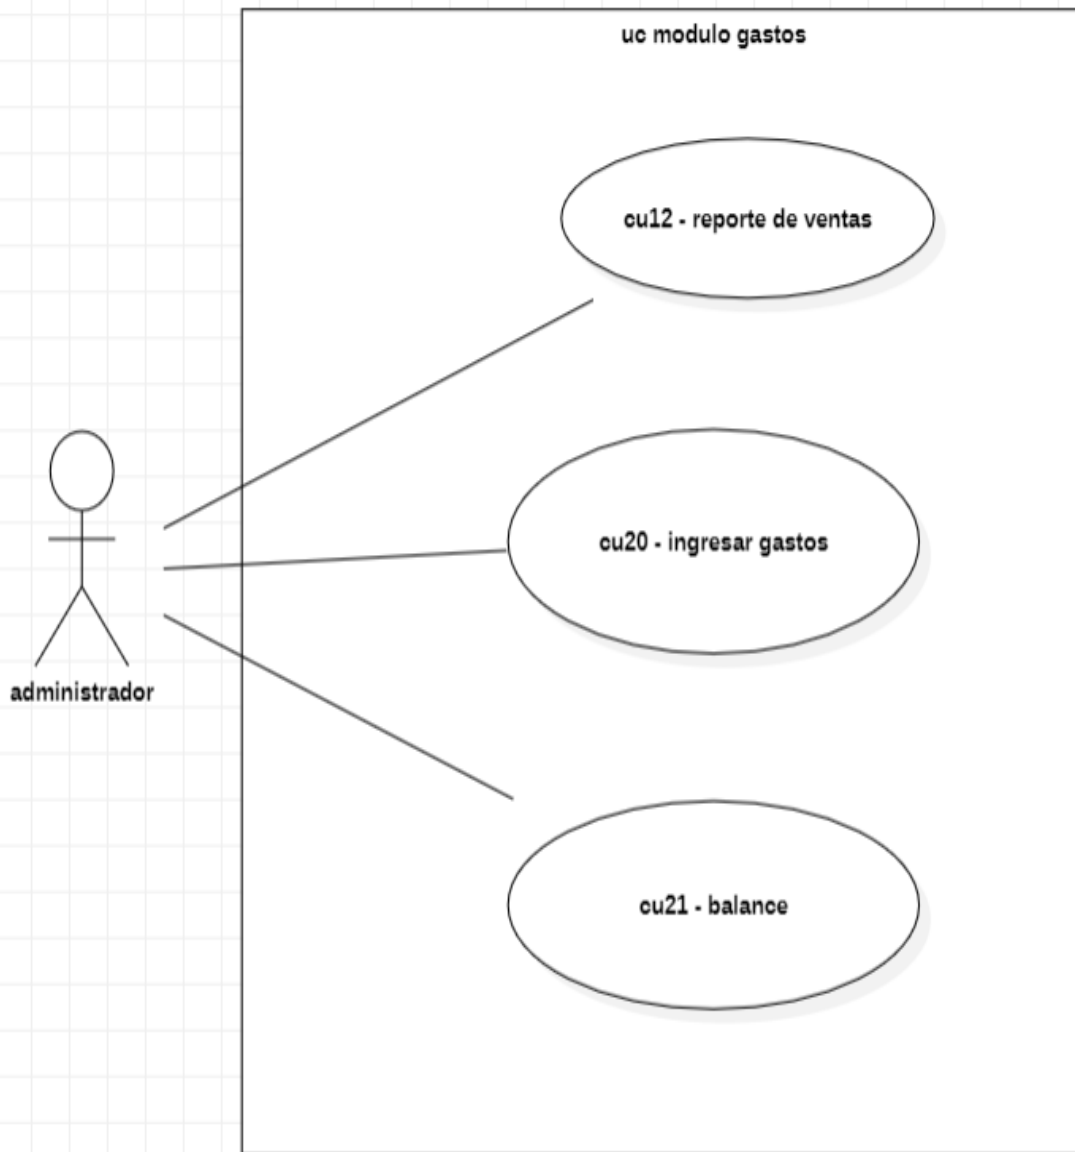 uc modulo gastos
cu12 - reporte de ventas
cu20 - ingresar gastos
administrador
cu21 - balance